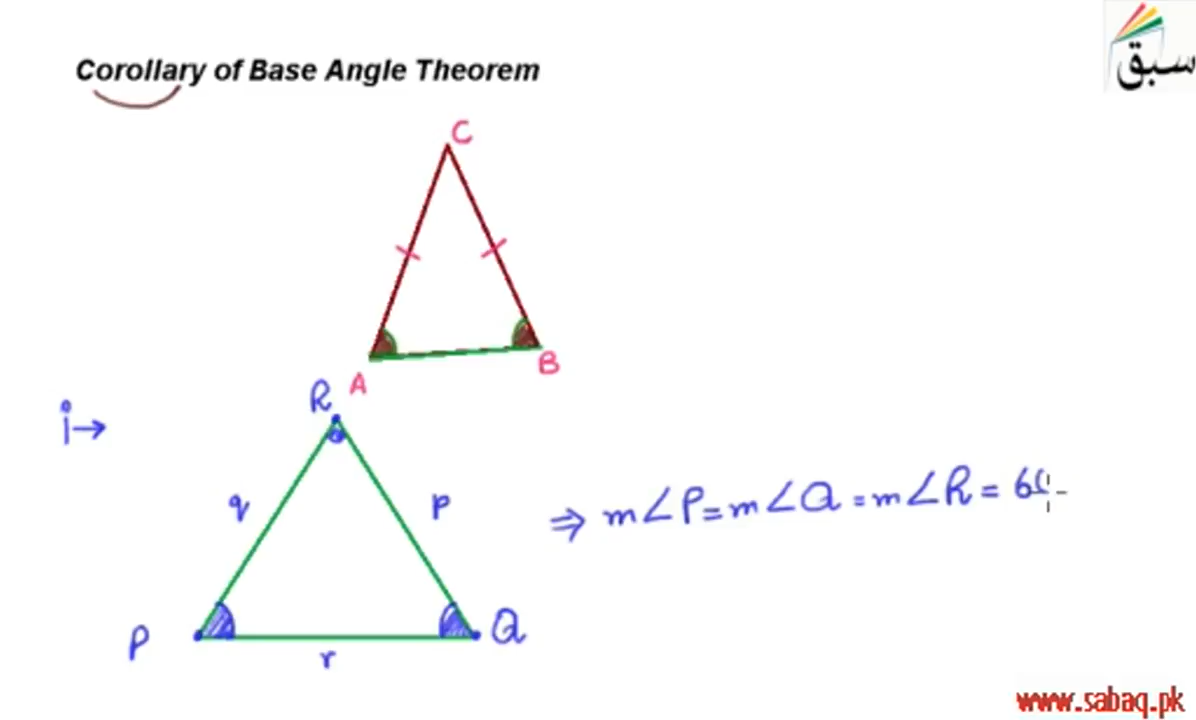 Corollary of Base Angle Theorem
سبق
C
A
B
i→
R
q
p
P
Q
r
⇒ m∠P = m∠Q = m∠R = 60
www.sabaq.pk